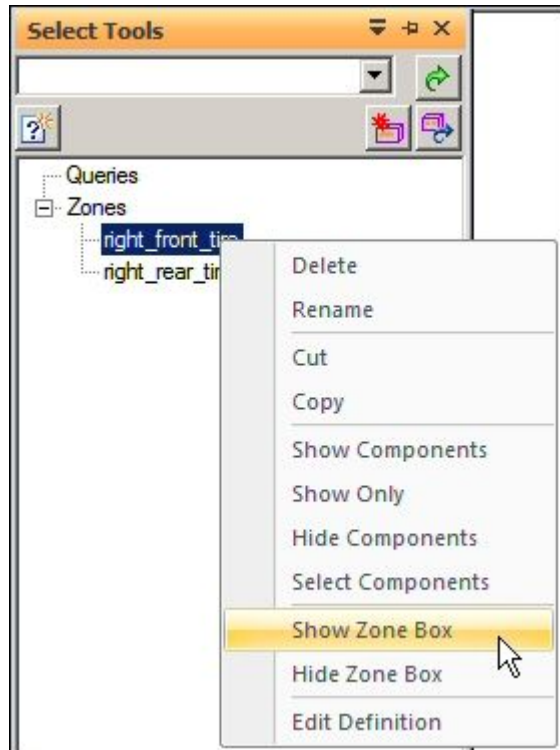 Select Tools
Queries
Zones
right_front_tire
right_rear_tir
Delete
Rename
Cut
Copy
Show Components
Show Only
Hide Components
Select Components
Show Zone Box
Hide Zone Box
Edit Definition